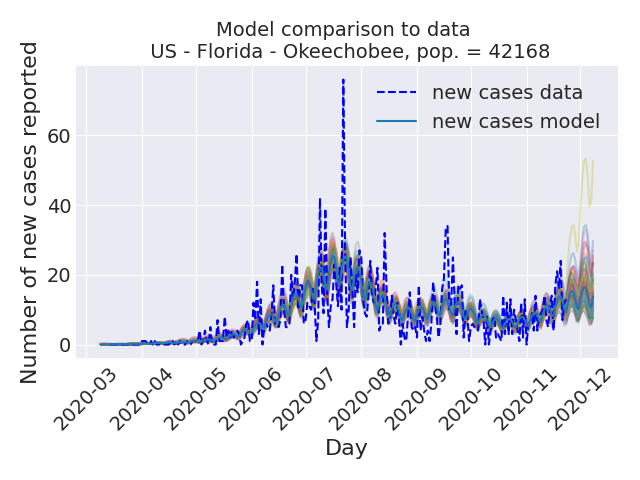 Model comparison to data
US - Florida - Okeechobee, pop. = 42168
Number of new cases reported
new cases data
new cases model
60
40
20
0
2020-03
2020-04
2020-05
2020-06
2020-07
2020-08
2020-09
2020-10
2020-11
2020-12
Day